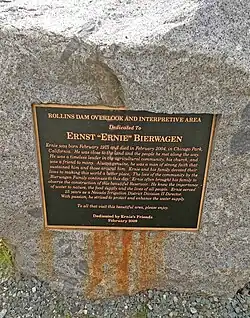 ROLLINS DAM OVERLOOK AND INTERPRETIVE AREA
Dedicated To
ERNST "ERNIE" BIERWAGEN
Ernie was born February 1925 and died in February 2004, in Chicago Park,
California. He was close to the land and the people he met along the way.
He was a timeless leader in the agricultural community, his church, and
was a friend to many. Always genuine, he was a man of strong faith that
sustained him and those around him. Ernie and his family devoted their
lives to making this world a better place. The love of the community by the
Bierwagen Family continues to this day. Ernie often brought his family to
observe the construction of this beautiful Reservoir. He knew the importance
of water to nature, the food supply and the lives of all people. Ernie served
15 years as a Nevada Irrigation District Division II Director.
With passion, he strived to protect and enhance the water supply.
To all that visit this beautiful area, please enjoy.
Dedicated by Ernie's Friends
February 2009